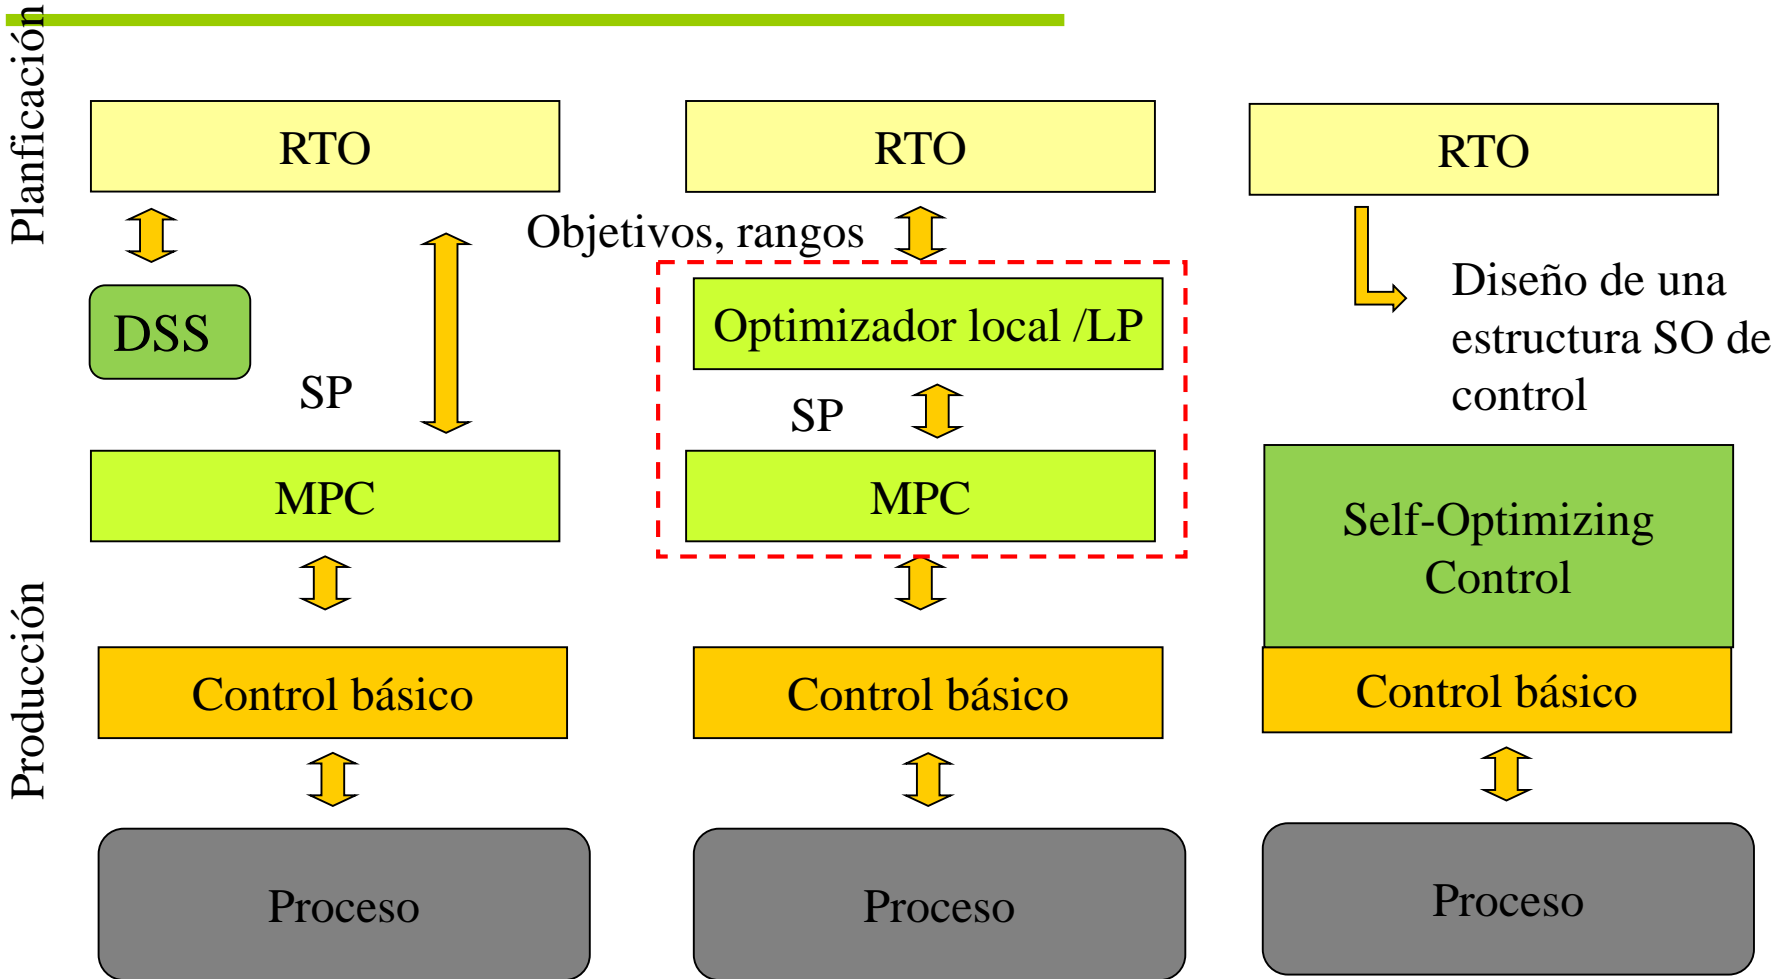 Planificación
Producción
RTO
DSS
SP
MPC
Control básico
Proceso
RTO
Objetivos, rangos
Optimizador local /LP
SP
MPC
Control básico
Proceso
RTO
Diseño de una
estructura SO de
control
Self-Optimizing
Control
Control básico
Proceso